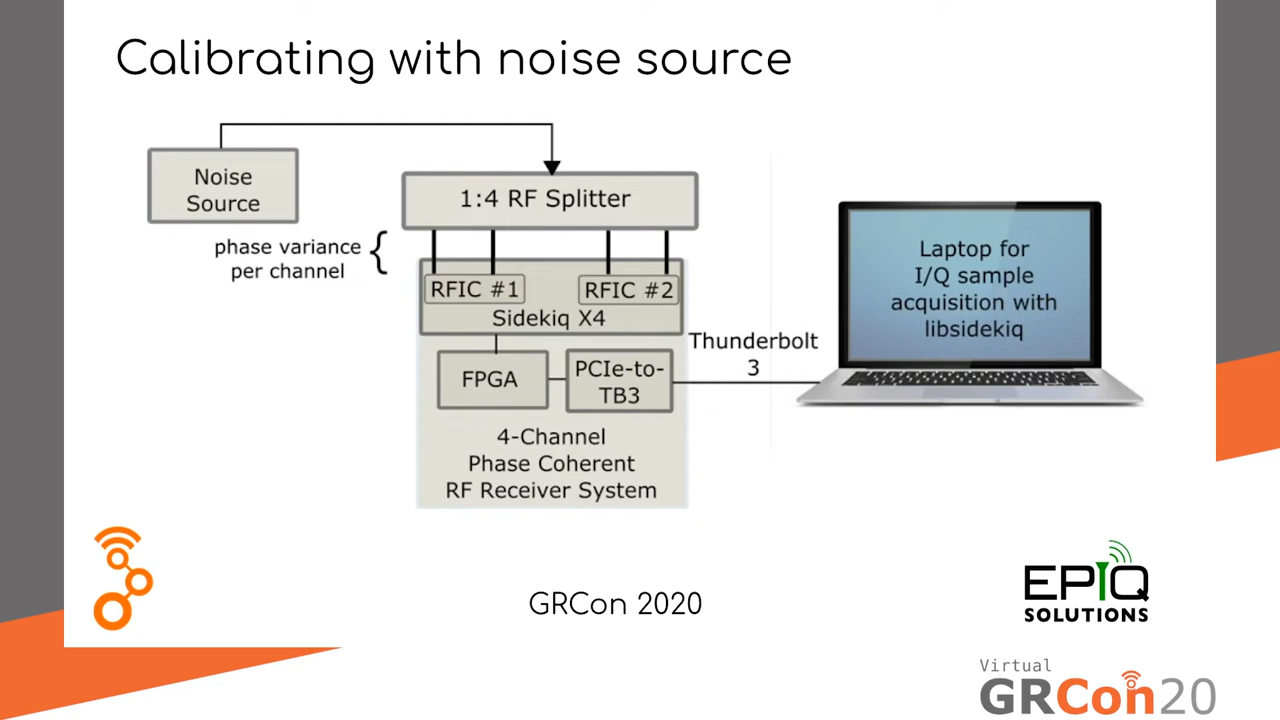 Calibrating with noise source
Noise
Source
1:4 RF Splitter
phase variance
per channel
RFIC #1
RFIC #2
Sidekiq X4
FPGA
PCIe-to-
TB3
4-Channel
Phase Coherent
RF Receiver System
Thunderbolt
3
Laptop for
I/Q sample
acquisition with
libsidekiq
GRCon 2020
EPIQ
SOLUTIONS
Virtual
GRCon20